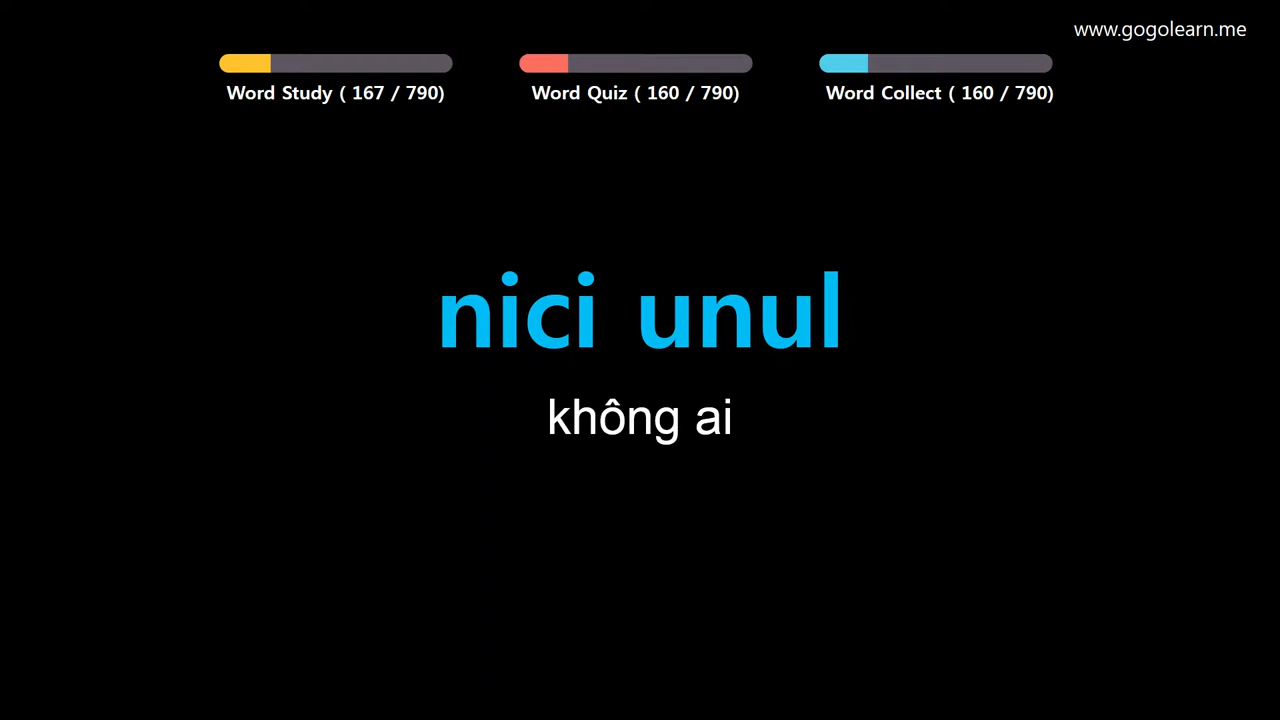 www.gogolearn.me
Word Study ( 167 / 790)
Word Quiz ( 160 / 790)
Word Collect ( 160 / 790)
nici unul
không ai